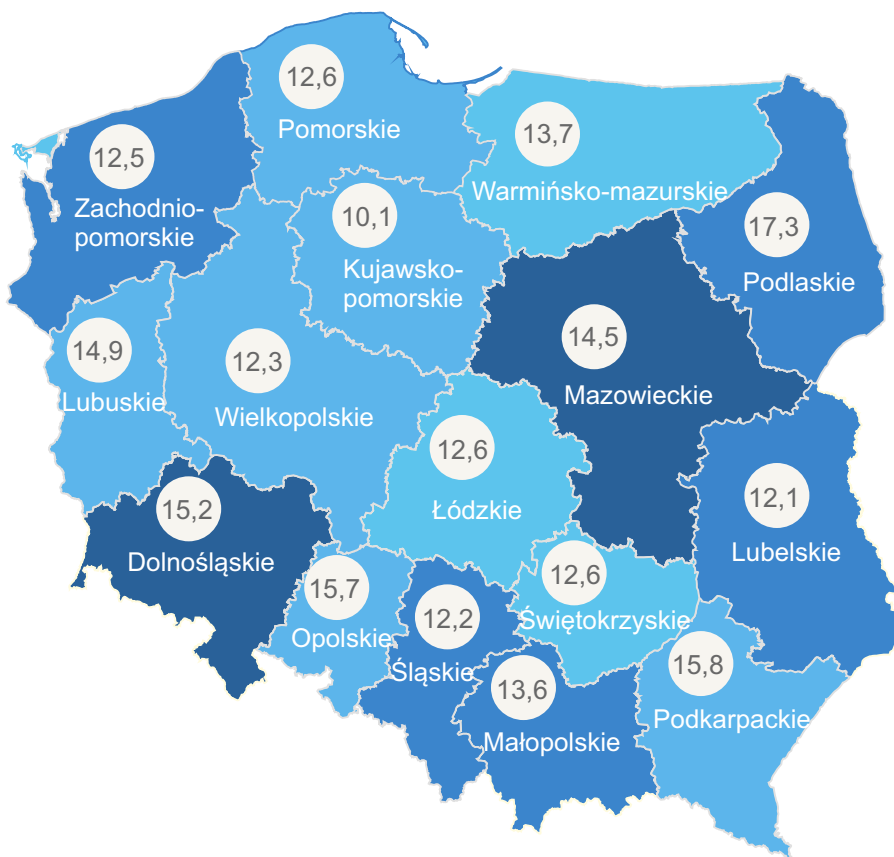 12,6
Pomorskie
13,7
Warmińsko-mazurskie
12,5
Zachodnio-
pomorskie
10,1
Kujawsko-
pomorskie
17,3
Podlaskie
14,9
Lubuskie
12,3
Wielkopolskie
14,5
Mazowieckie
12,6
Łódzkie
15,2
Dolnośląskie
12,1
Lubelskie
15,7
Opolskie
12,2
Śląskie
12,6
Świętokrzyskie
13,6
Małopolskie
15,8
Podkarpackie